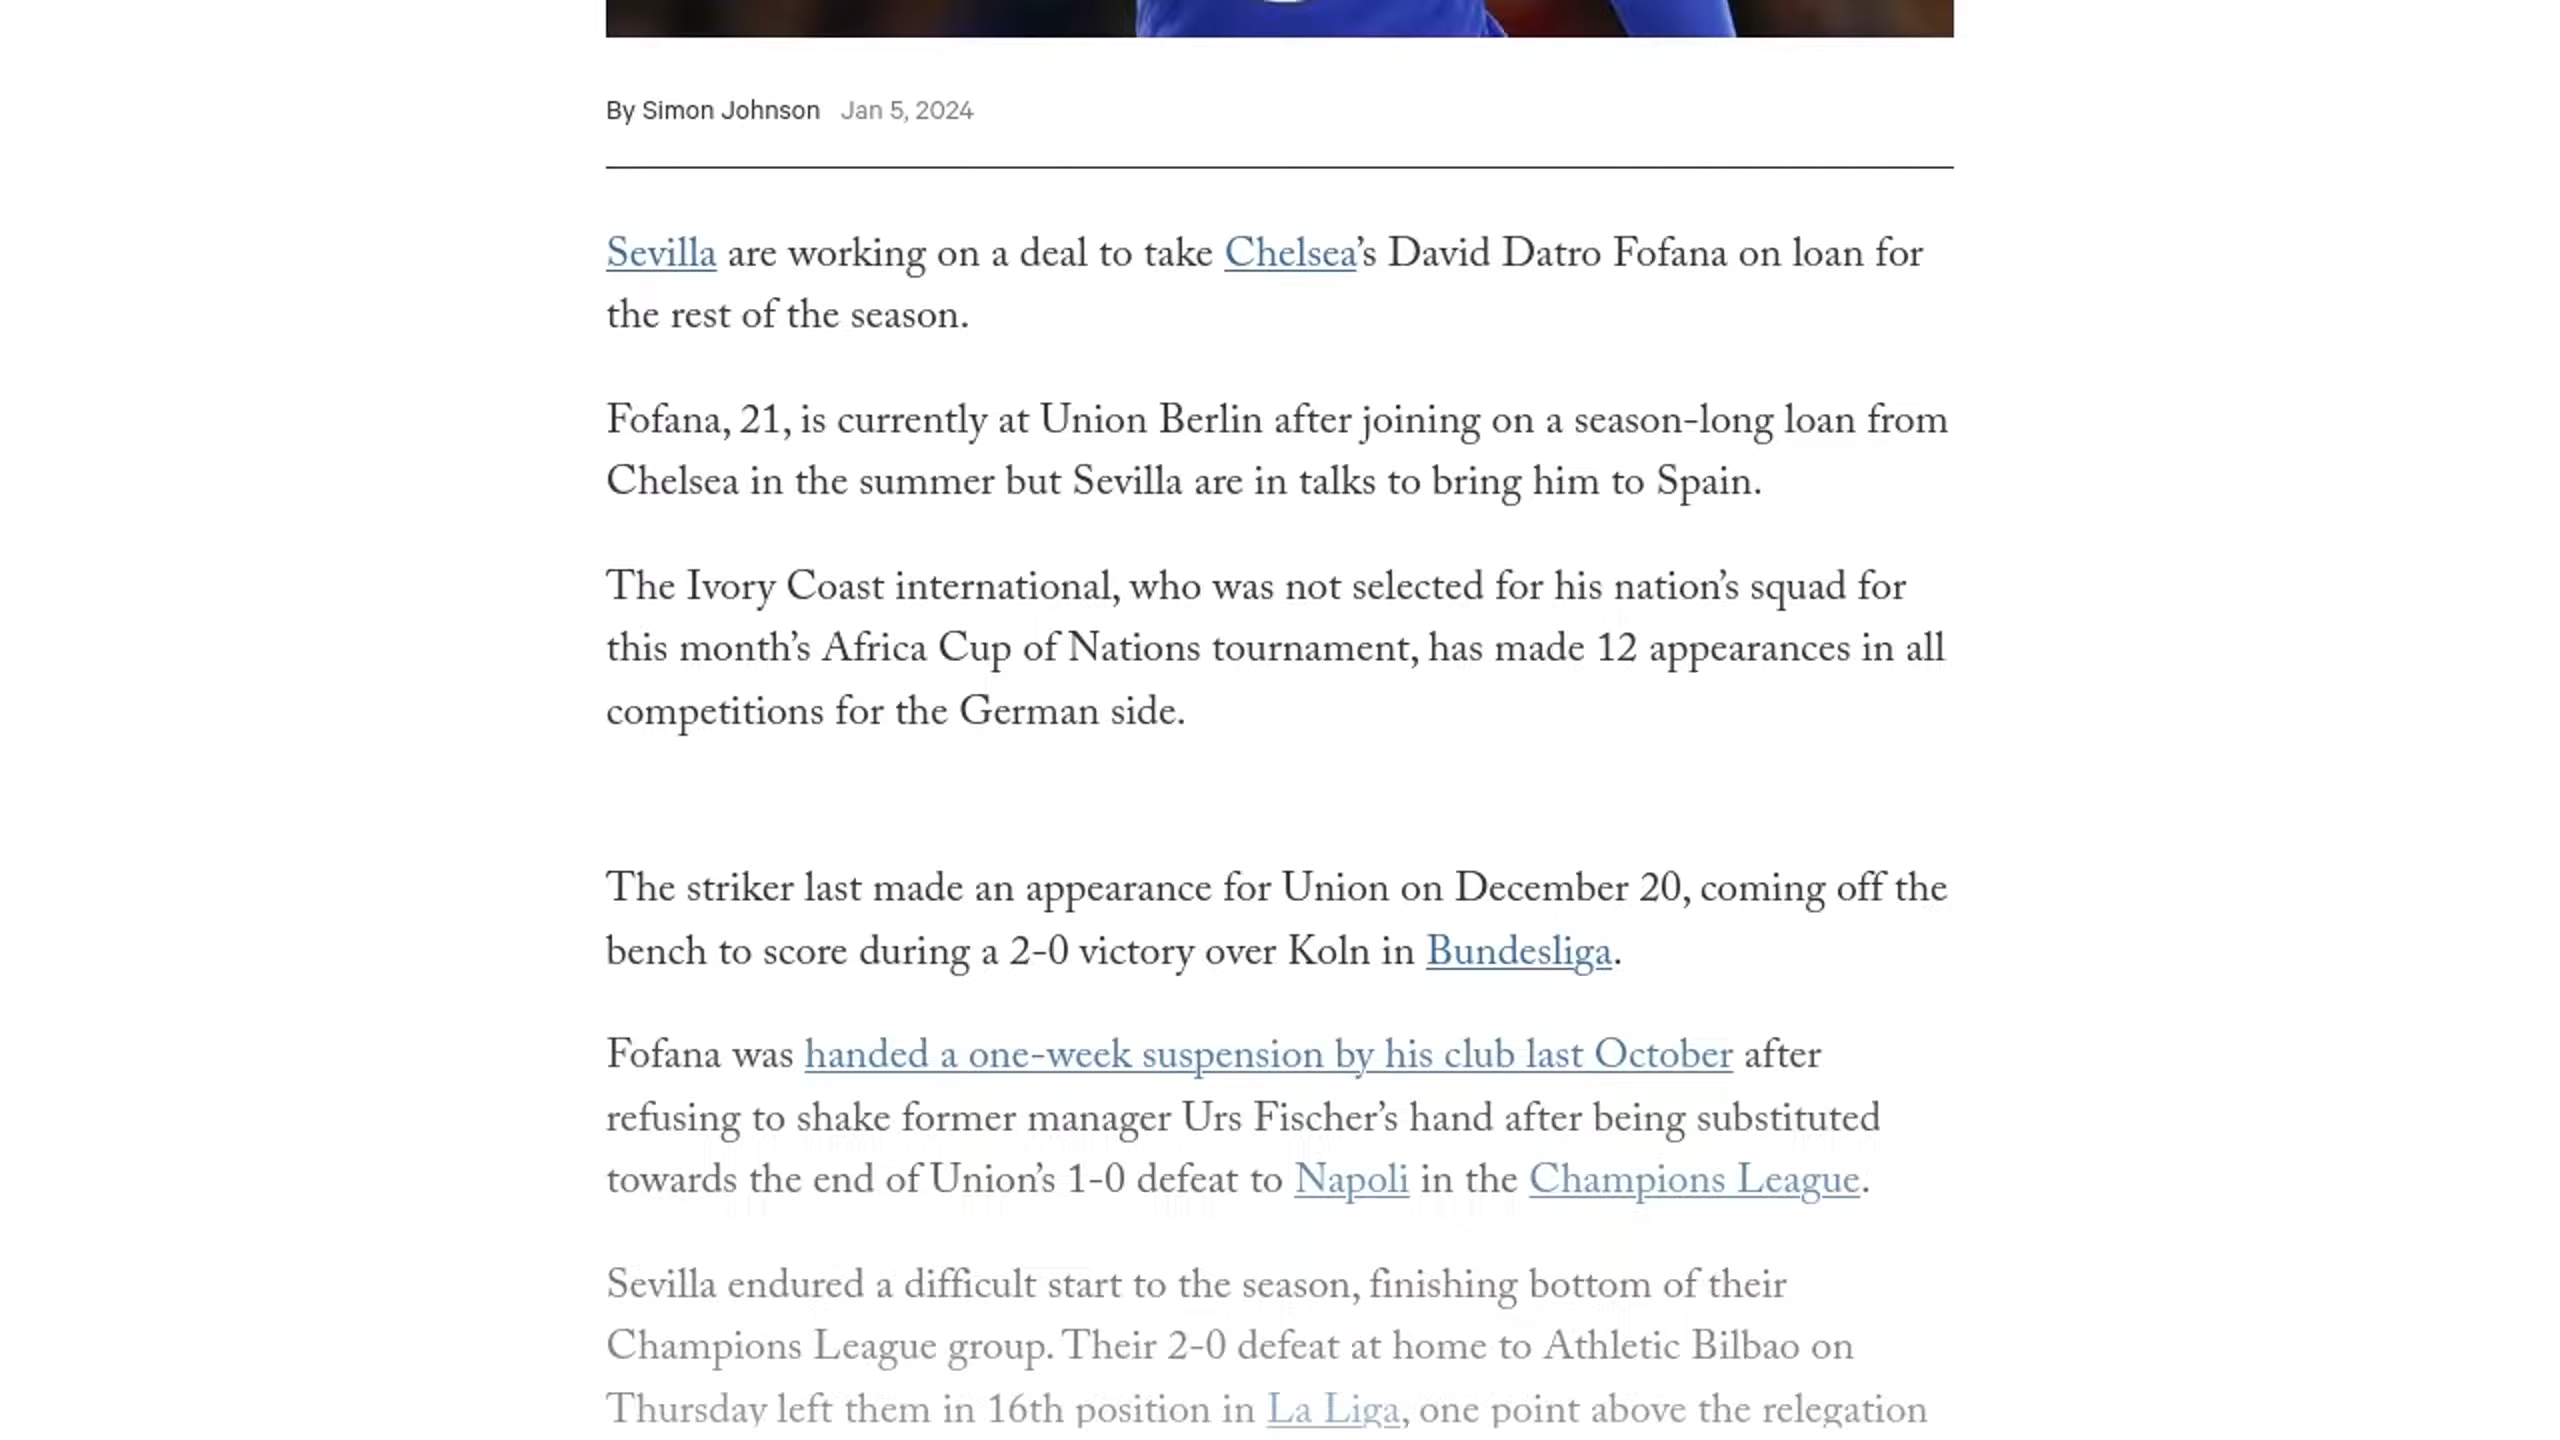 By Simon Johnson Jan 5, 2024
Sevilla are working on a deal to take Chelsea’s David Datro Fofana on loan for
the rest of the season.
Fofana, 21, is currently at Union Berlin after joining on a season-long loan from
Chelsea in the summer but Sevilla are in talks to bring him to Spain.
The Ivory Coast international, who was not selected for his nation’s squad for
this month’s Africa Cup of Nations tournament, has made 12 appearances in all
competitions for the German side.
The striker last made an appearance for Union on December 20, coming off the
bench to score during a 2-0 victory over Koln in Bundesliga.
Fofana was handed a one-week suspension by his club last October after
refusing to shake former manager Urs Fischer’s hand after being substituted
towards the end of Union’s 1-0 defeat to Napoli in the Champions League.
Sevilla endured a difficult start to the season, finishing bottom of their
Champions League group. Their 2-0 defeat at home to Athletic Bilbao on
Thursday left them in 16th position in La Liga, one point above the relegation